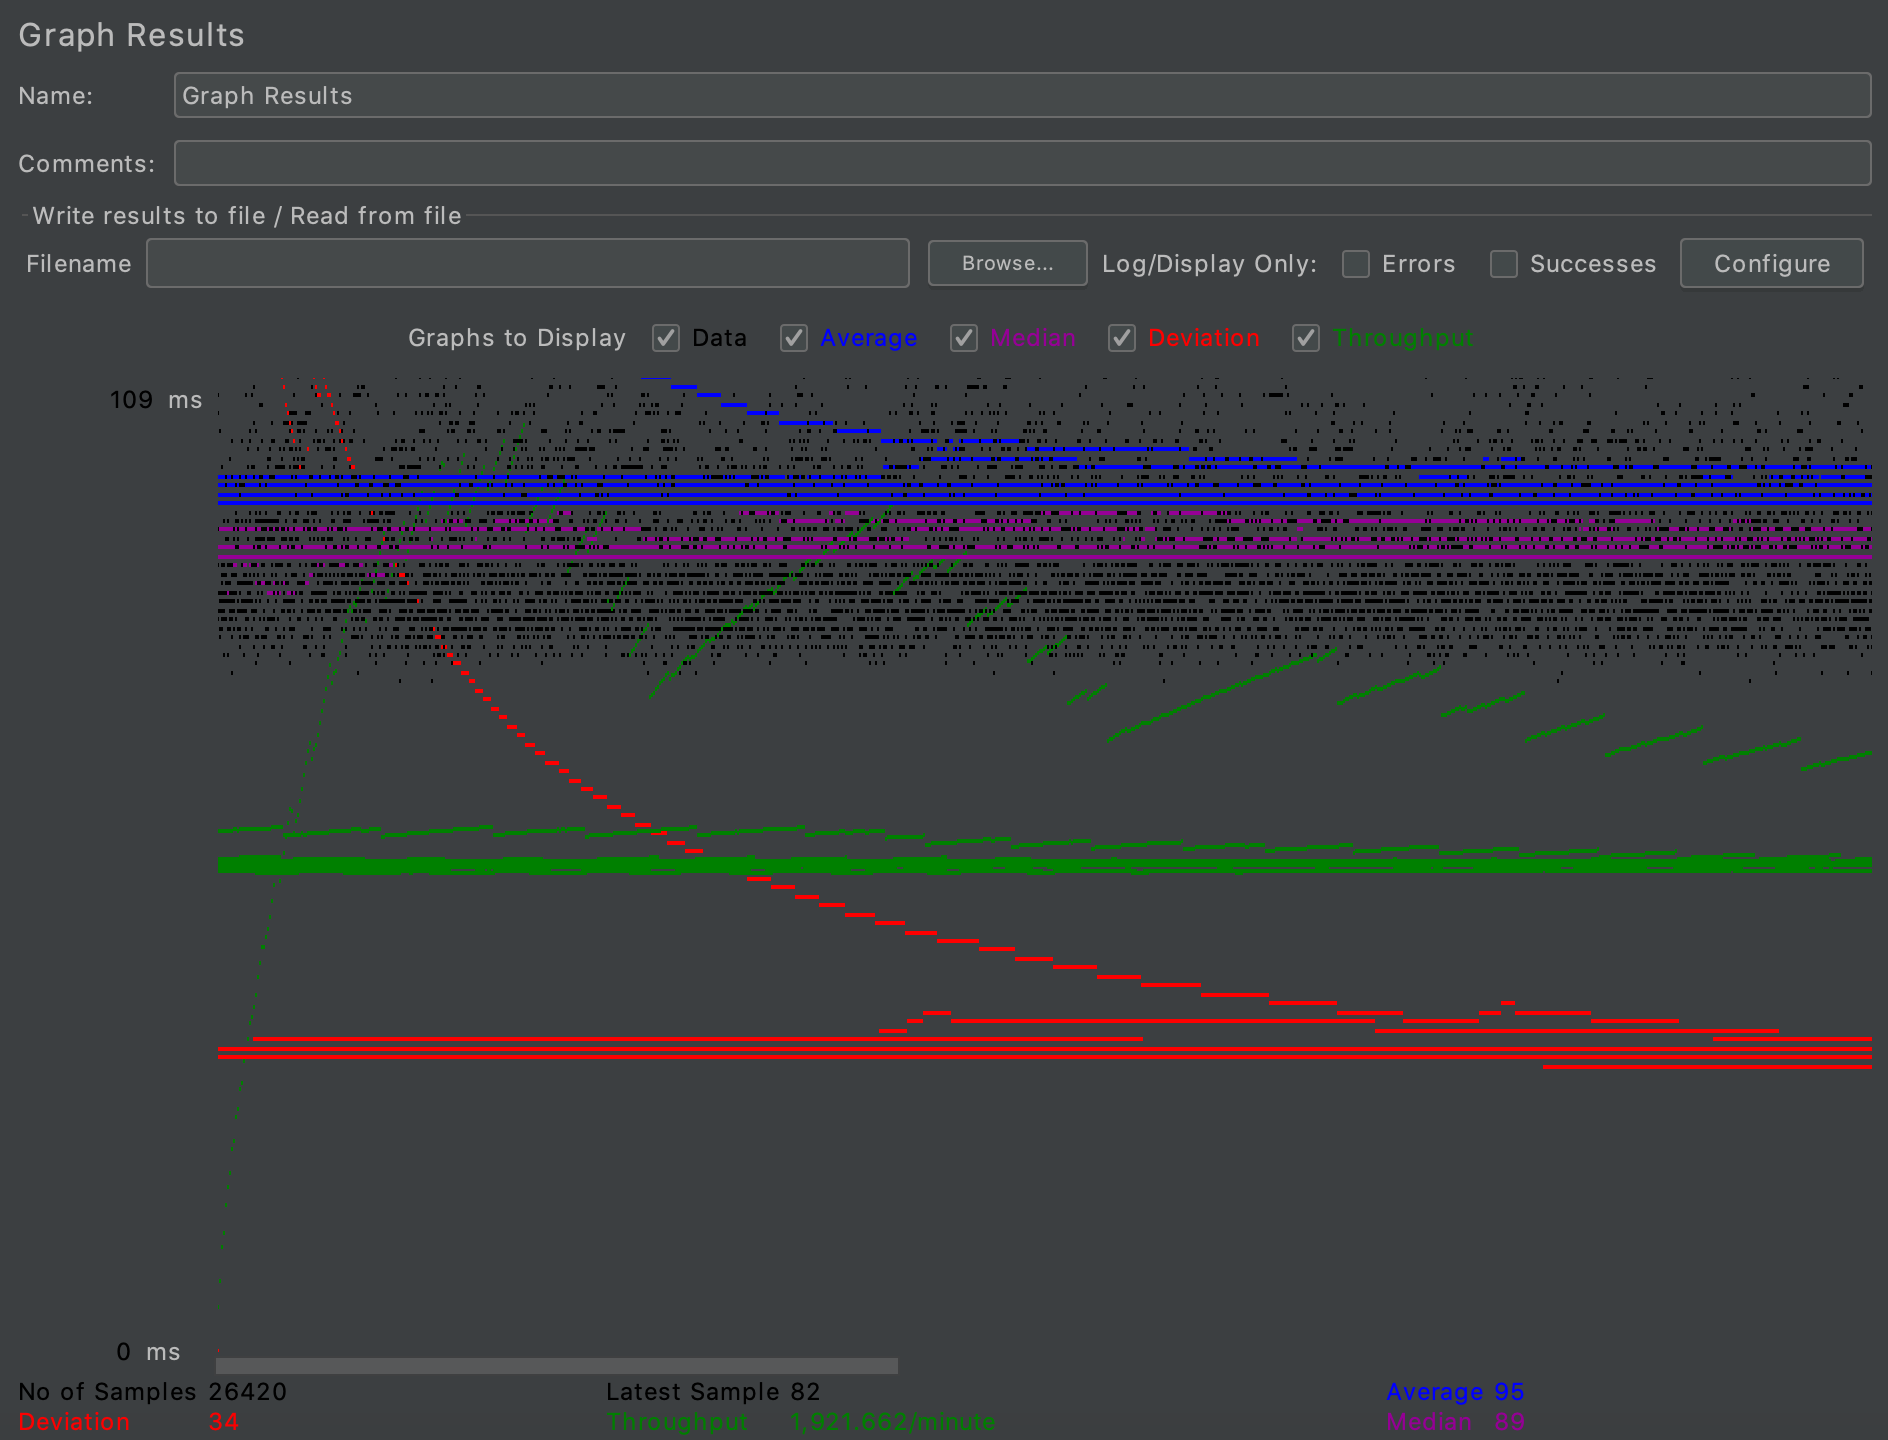 Graph Results
Name: Graph Results
Comments:
Write results to file / Read from file
Filename Browse... Log/Display Only: Errors Successes Configure
Graphs to Display Data Average Median Deviation Throughput
109 ms
0 ms
No of Samples 26420 Latest Sample 82 Average 95
Deviation 34 Throughput 1,921.662/minute Median 89